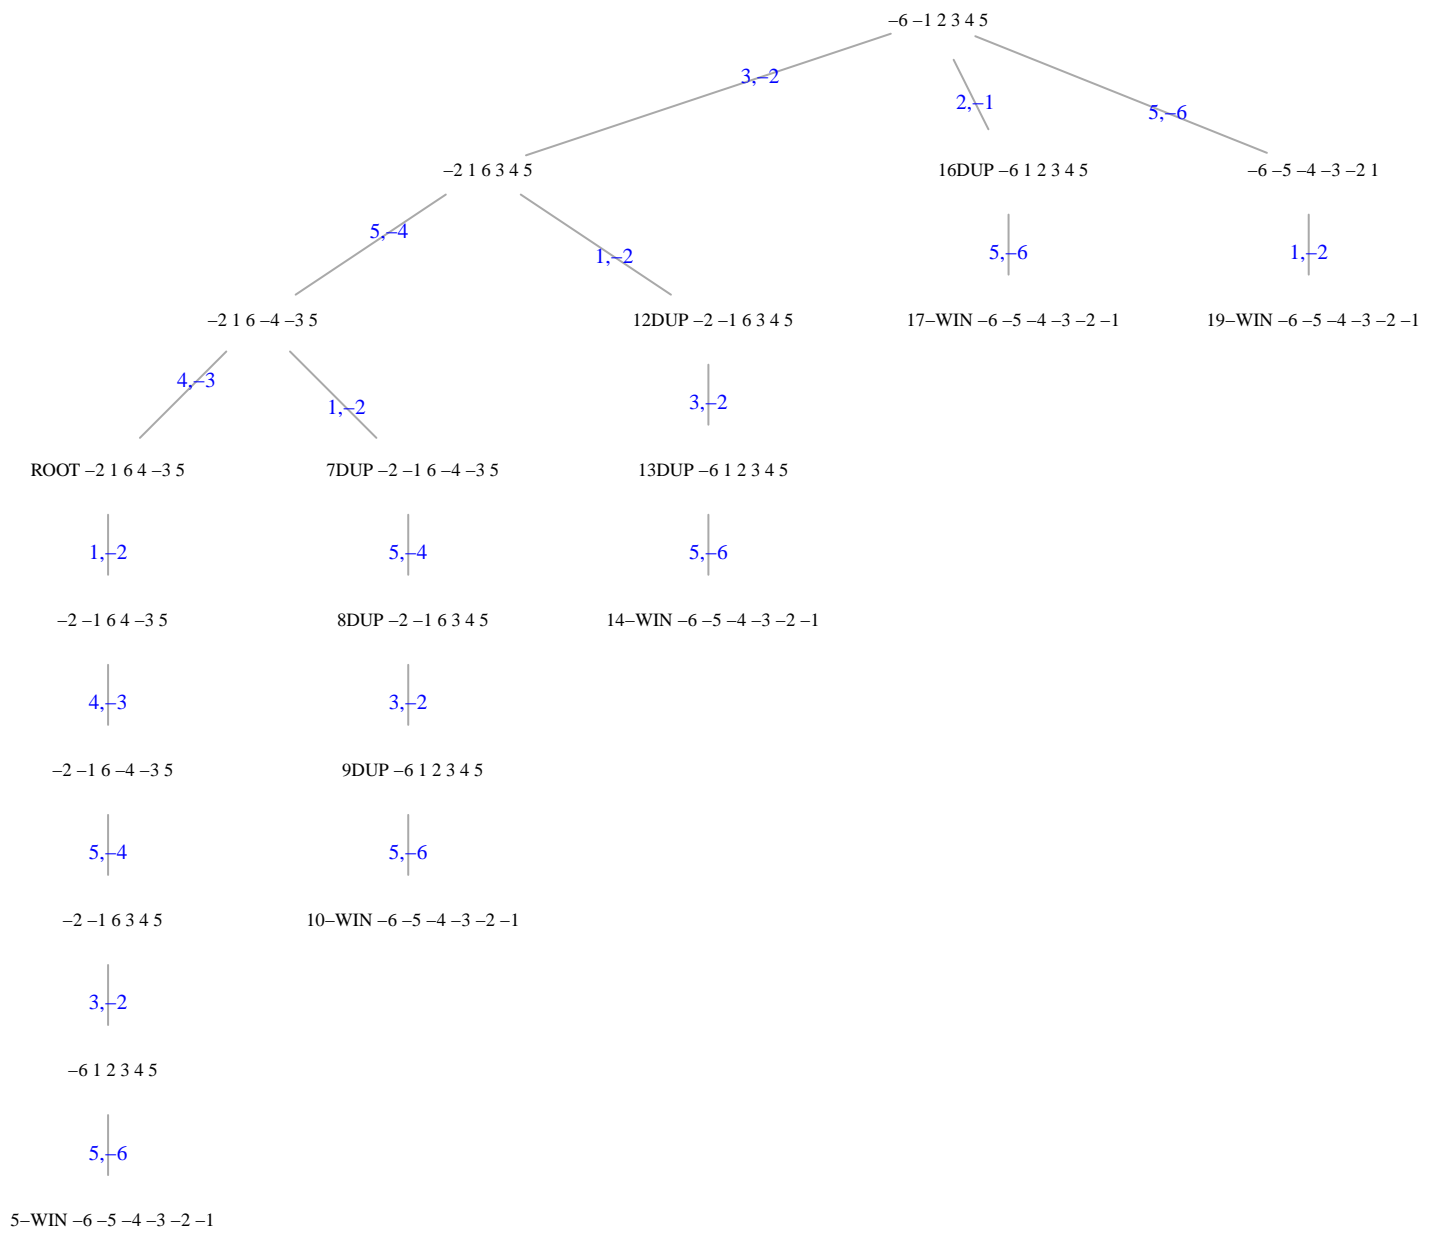 –6 –1 2 3 4 5
3,–2
2,–1
5,–6
–2 1 6 3 4 5
16DUP –6 1 2 3 4 5
–6 –5 –4 –3 –2 1
5,–4
1,–2
5,–6
1,–2
–2 1 6 –4 –3 5
12DUP –2 –1 6 3 4 5
17–WIN –6 –5 –4 –3 –2 –1
19–WIN –6 –5 –4 –3 –2 –1
4,–3
1,–2
3,–2
ROOT –2 1 6 4 –3 5
7DUP –2 –1 6 –4 –3 5
13DUP –6 1 2 3 4 5
1,–2
5,–4
5,–6
–2 –1 6 4 –3 5
8DUP –2 –1 6 3 4 5
14–WIN –6 –5 –4 –3 –2 –1
4,–3
3,–2
–2 –1 6 –4 –3 5
9DUP –6 1 2 3 4 5
5,–4
5,–6
–2 –1 6 3 4 5
10–WIN –6 –5 –4 –3 –2 –1
3,–2
–6 1 2 3 4 5
5,–6
5–WIN –6 –5 –4 –3 –2 –1